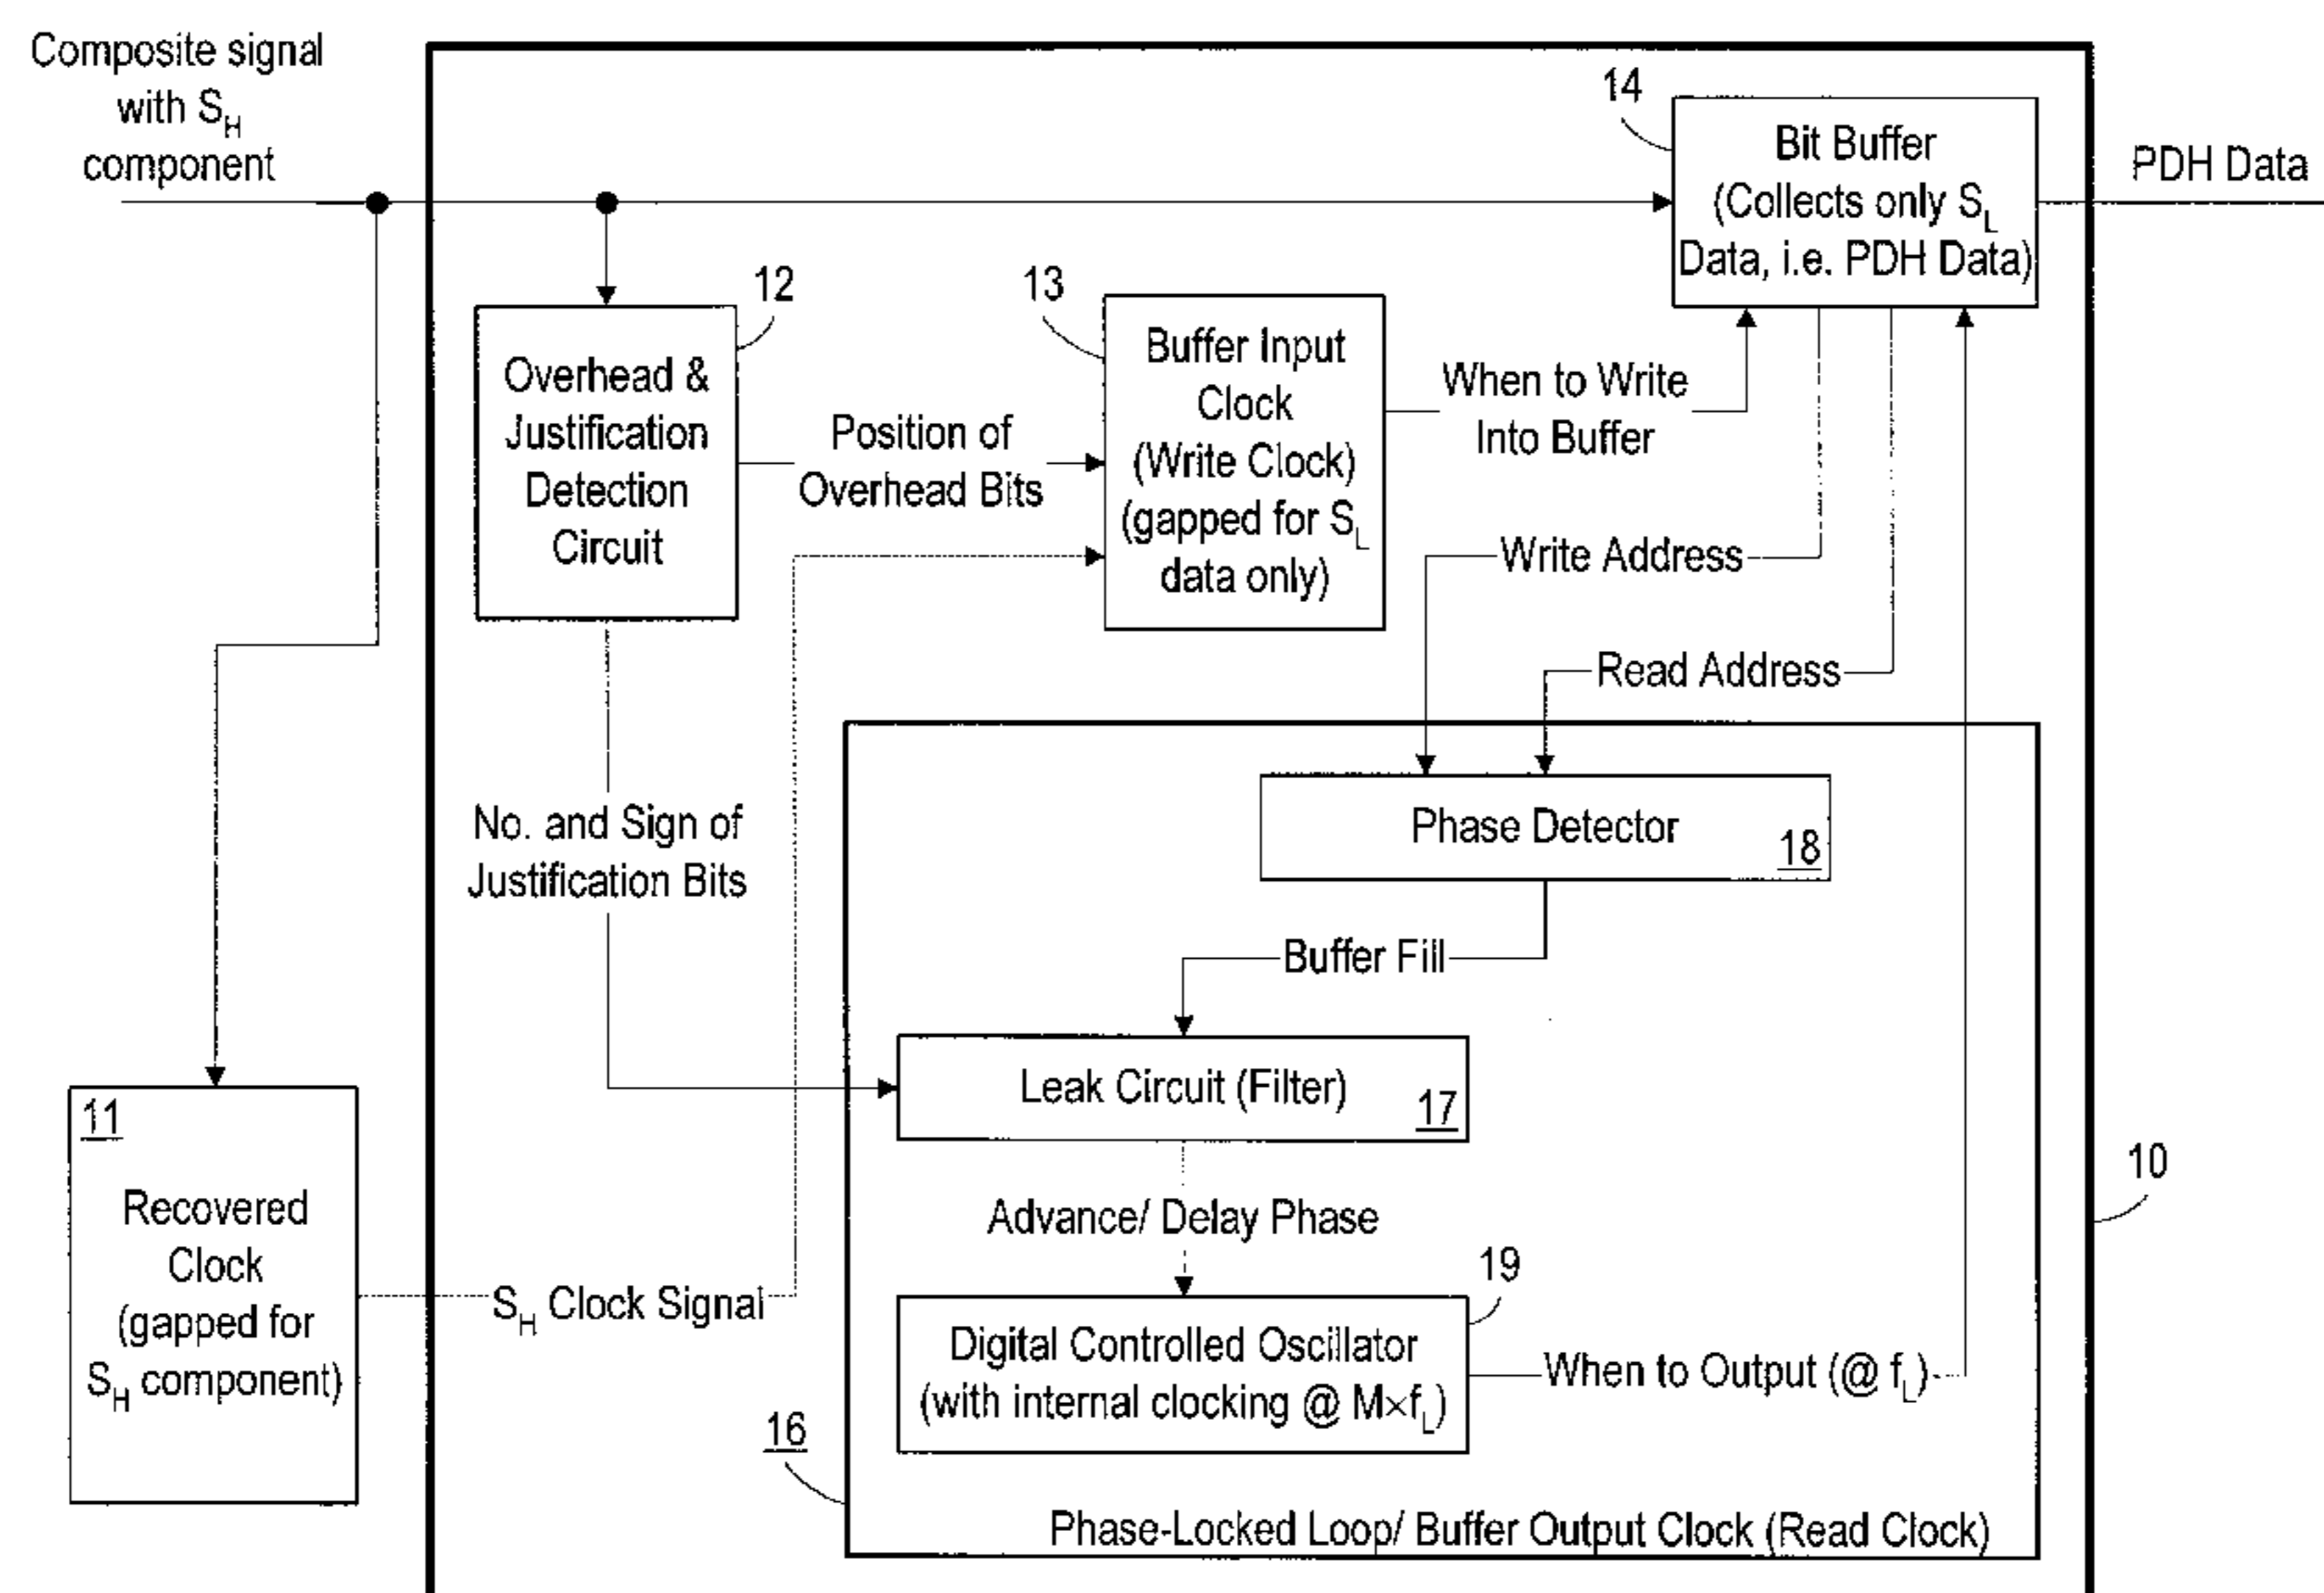 Composite signal
with S_H
component
14
Bit Buffer
(Collects only S_L
Data, i.e. PDH Data)
PDH Data
12
Overhead &
Justification
Detection
Circuit
13
Buffer Input
Clock
(Write Clock)
(gapped for S_L
data only)
Position of
Overhead Bits
When to Write
Into Buffer
Write Address
Read Address
No. and Sign of
Justification Bits
Phase Detector
18
Buffer Fill
Leak Circuit (Filter)
17
11
Recovered
Clock
(gapped for
S_H component)
S_H Clock Signal
Advance/ Delay Phase
10
19
Digital Controlled Oscillator
(with internal clocking @ M×f_L)
When to Output (@ f_L)
16
Phase-Locked Loop/ Buffer Output Clock (Read Clock)